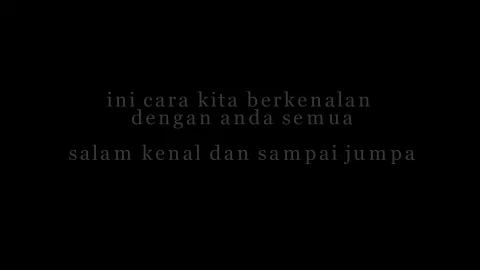 ini cara kita berkenalan
dengan anda semua
salam kenal dan sampai jumpa